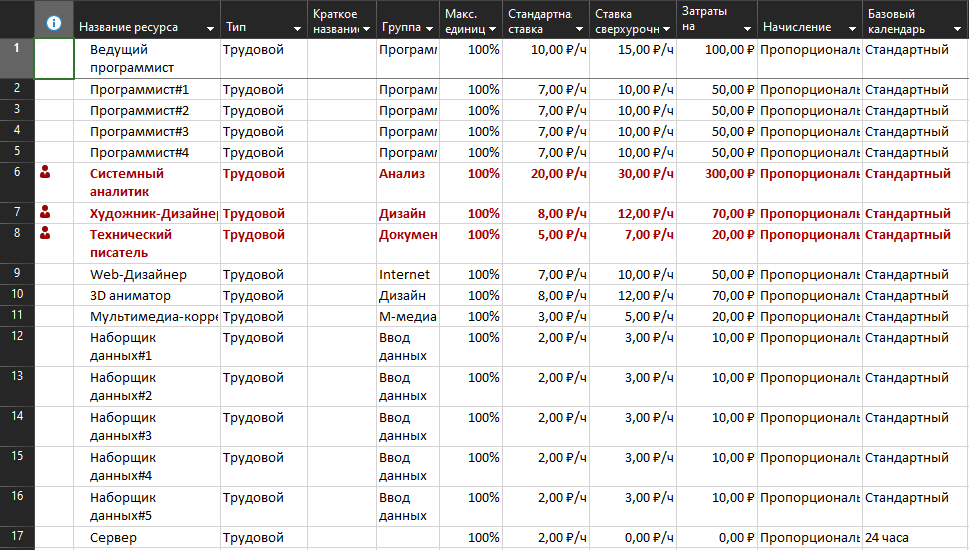 Название ресурса Тип Краткое названи Группа Макс. единиц Стандартна ставка Ставка сверхурочн Затраты на Начисление Базовый календарь
1 Ведущий программист Трудовой Програм 100% 10,00 ₽/ч 15,00 ₽/ч 100,00 ₽ Пропорциональ Стандартный
2 Программист#1 Трудовой Програм 100% 7,00 ₽/ч 10,00 ₽/ч 50,00 ₽ Пропорциональ Стандартный
3 Программист#2 Трудовой Програм 100% 7,00 ₽/ч 10,00 ₽/ч 50,00 ₽ Пропорциональ Стандартный
4 Программист#3 Трудовой Програм 100% 7,00 ₽/ч 10,00 ₽/ч 50,00 ₽ Пропорциональ Стандартный
5 Программист#4 Трудовой Програм 100% 7,00 ₽/ч 10,00 ₽/ч 50,00 ₽ Пропорциональ Стандартный
6 Системный аналитик Трудовой Анализ 100% 20,00 ₽/ч 30,00 ₽/ч 300,00 ₽ Пропорциональ Стандартный
7 Художник-Дизайнер Трудовой Дизайн 100% 8,00 ₽/ч 12,00 ₽/ч 70,00 ₽ Пропорциональ Стандартный
8 Технический писатель Трудовой Докумен 100% 5,00 ₽/ч 7,00 ₽/ч 20,00 ₽ Пропорциональ Стандартный
9 Web-Дизайнер Трудовой Internet 100% 7,00 ₽/ч 10,00 ₽/ч 50,00 ₽ Пропорциональ Стандартный
10 3D аниматор Трудовой Дизайн 100% 8,00 ₽/ч 12,00 ₽/ч 70,00 ₽ Пропорциональ Стандартный
11 Мультимедиа-корре Трудовой М-медиа 100% 3,00 ₽/ч 5,00 ₽/ч 20,00 ₽ Пропорциональ Стандартный
12 Наборщик данных#1 Трудовой Ввод данных 100% 2,00 ₽/ч 3,00 ₽/ч 10,00 ₽ Пропорциональ Стандартный
13 Наборщик данных#2 Трудовой Ввод данных 100% 2,00 ₽/ч 3,00 ₽/ч 10,00 ₽ Пропорциональ Стандартный
14 Наборщик данных#3 Трудовой Ввод данных 100% 2,00 ₽/ч 3,00 ₽/ч 10,00 ₽ Пропорциональ Стандартный
15 Наборщик данных#4 Трудовой Ввод данных 100% 2,00 ₽/ч 3,00 ₽/ч 10,00 ₽ Пропорциональ Стандартный
16 Наборщик данных#5 Трудовой Ввод данных 100% 2,00 ₽/ч 3,00 ₽/ч 10,00 ₽ Пропорциональ Стандартный
17 Сервер Трудовой 100% 2,00 ₽/ч 0,00 ₽/ч 0,00 ₽ Пропорциональ 24 часа